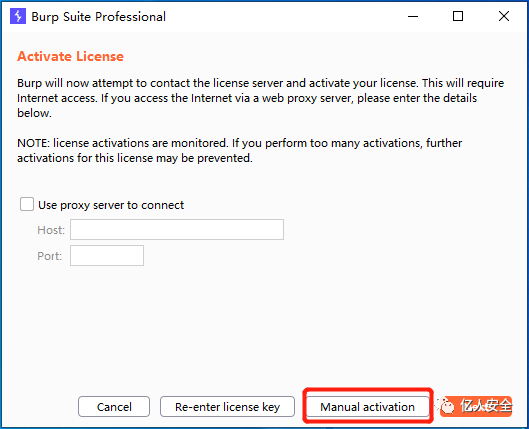 Burp Suite Professional
Activate License
Burp will now attempt to contact the license server and activate your license. This will require
Internet access. If you access the Internet via a web proxy server, please enter the details
below.
NOTE: license activations are monitored. If you perform too many activations, further
activations for this license may be prevented.
Use proxy server to connect
Host:
Port:
Cancel
Re-enter license key
Manual activation
亿人安全